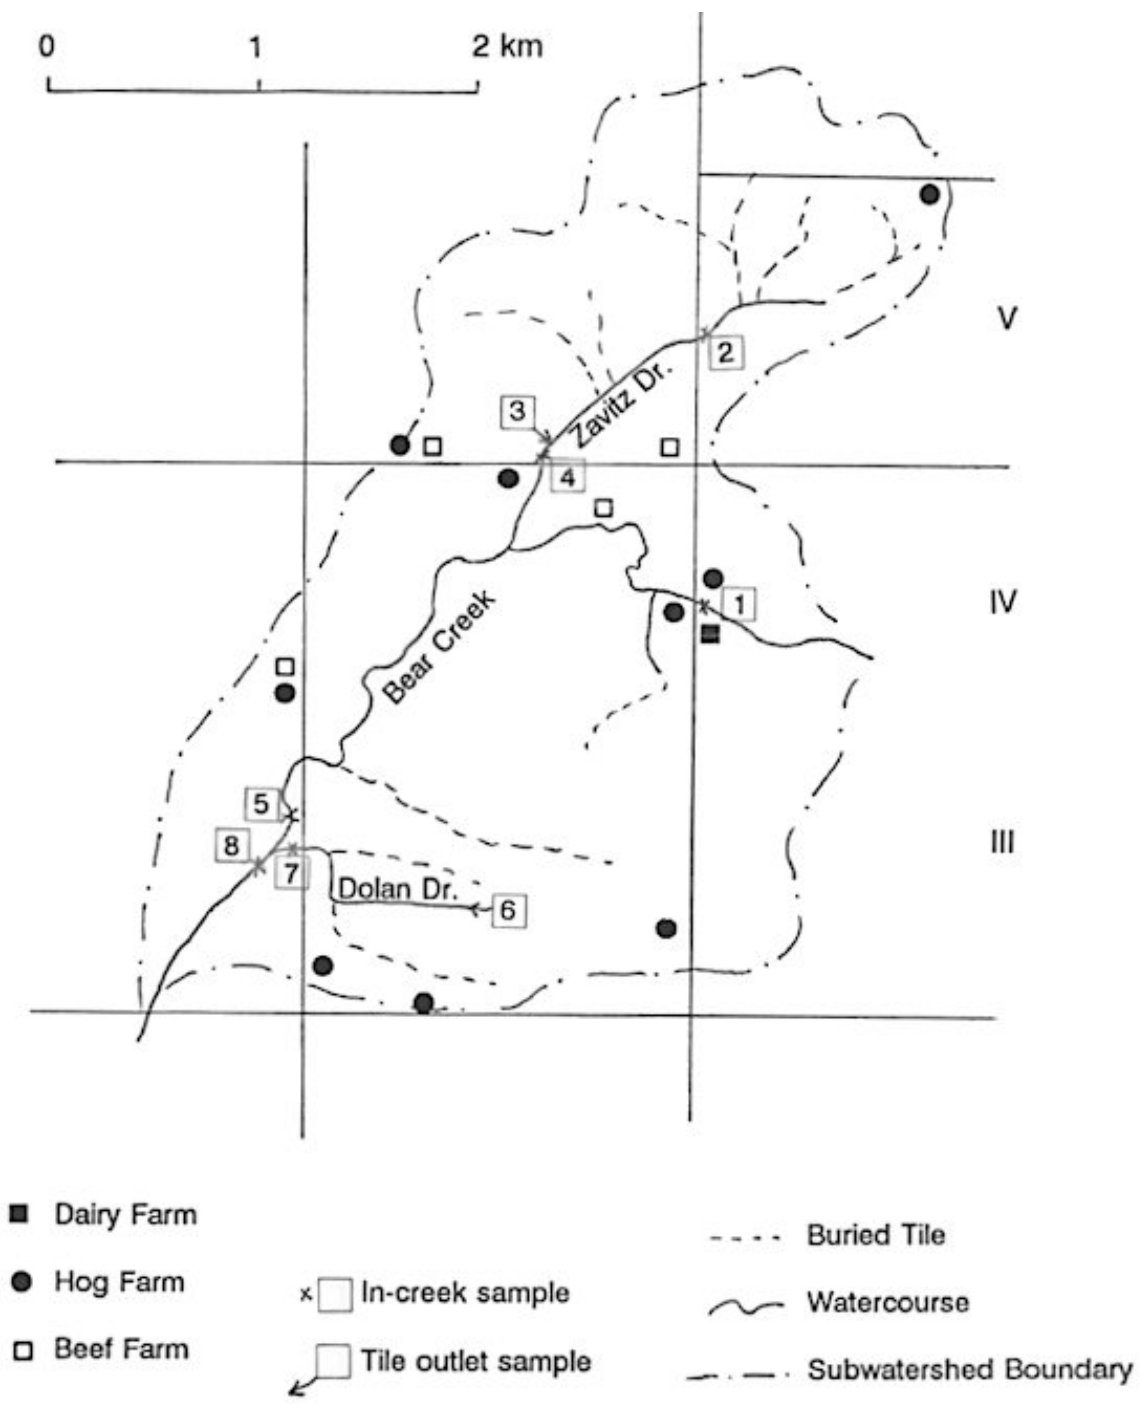 0 1 2 km
V
2
Zavitz Dr.
3
4
1
IV
Bear Creek
5
8
7
III
Dolan Dr.
6
Dairy Farm
Hog Farm
Beef Farm
In-creek sample
Tile outlet sample
Buried Tile
Watercourse
Subwatershed Boundary